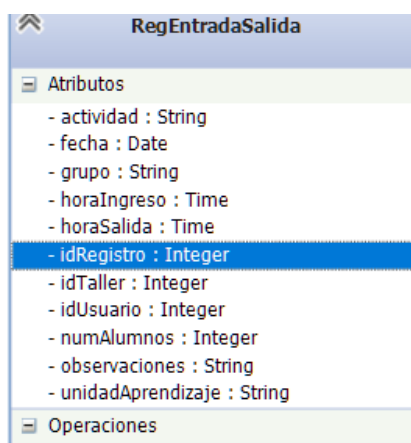 RegEntradaSalida
Atributos
- actividad : String
- fecha : Date
- grupo : String
- horaIngreso : Time
- horaSalida : Time
- idRegistro : Integer
- idTaller : Integer
- idUsuario : Integer
- numAlumnos : Integer
- observaciones : String
- unidadAprendizaje : String
Operaciones